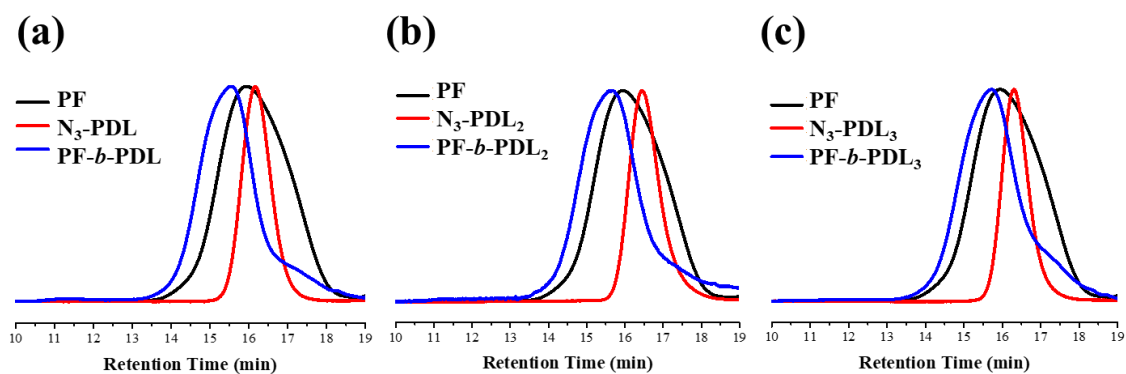 (a)
PF
N₃-PDL
PF-b-PDL
10 11 12 13 14 15 16 17 18 19
Retention Time (min)
(b)
PF
N₃-PDL₂
PF-b-PDL₂
10 11 12 13 14 15 16 17 18 19
Retention Time (min)
(c)
PF
N₃-PDL₃
PF-b-PDL₃
10 11 12 13 14 15 16 17 18 19
Retention Time (min)